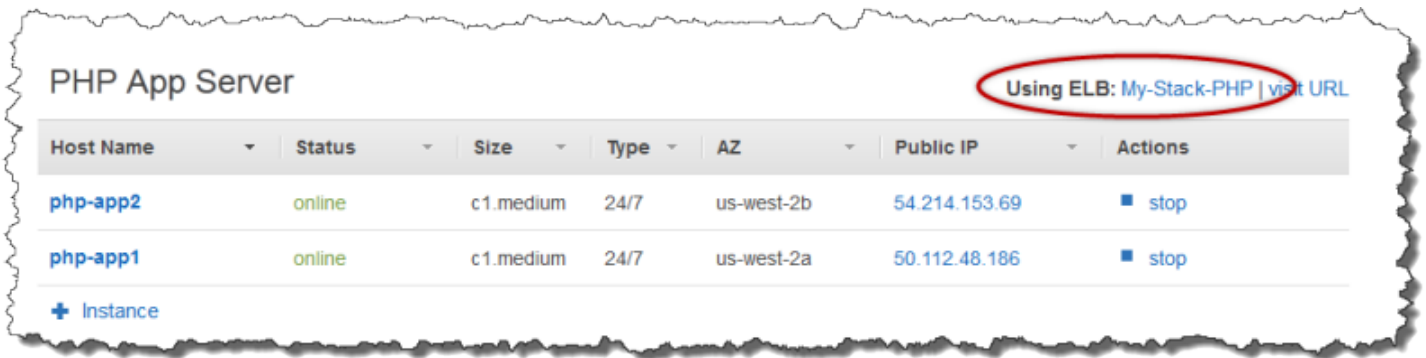 PHP App Server
Using ELB: My-Stack-PHP | visit URL
Host Name Status Size Type AZ Public IP Actions
php-app2 online c1.medium 24/7 us-west-2b 54.214.153.69 stop
php-app1 online c1.medium 24/7 us-west-2a 50.112.48.186 stop
Instance